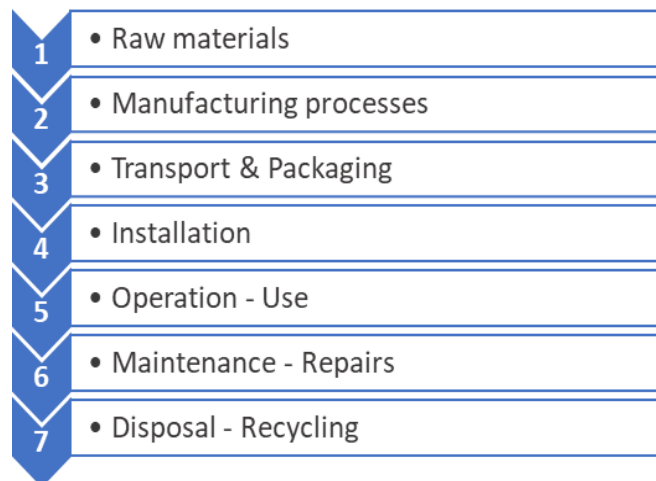 1 • Raw materials
2 • Manufacturing processes
3 • Transport & Packaging
4 • Installation
5 • Operation - Use
6 • Maintenance - Repairs
7 • Disposal - Recycling